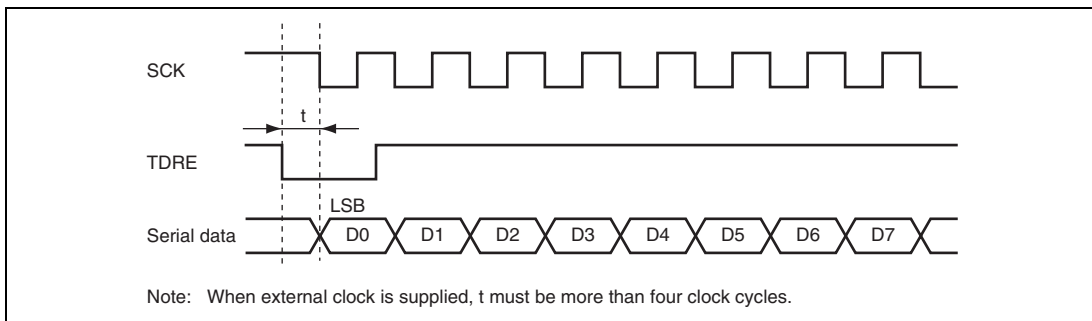 SCK
t
TDRE
LSB
Serial data D0 D1 D2 D3 D4 D5 D6 D7
Note: When external clock is supplied, t must be more than four clock cycles.